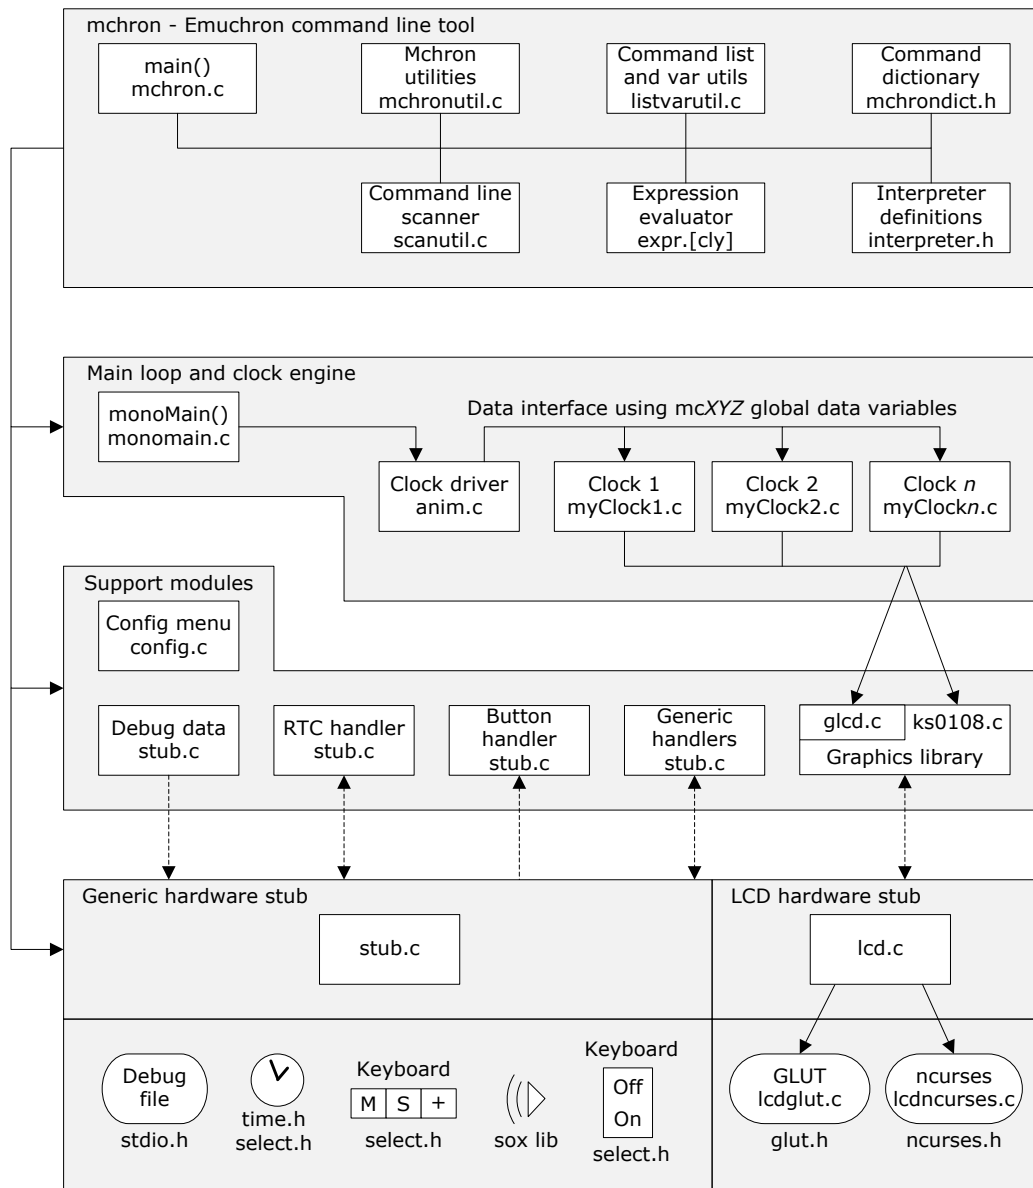 mchron - Emuchron command line tool
main()
mchron.c
Mchron
utilities
mchronutil.c
Command list
and var utils
listvarutil.c
Command
dictionary
mchrondict.h
Command line
scanner
scanutil.c
Expression
evaluator
expr.[cly]
Interpreter
definitions
interpreter.h
Main loop and clock engine
monoMain()
monomain.c
Data interface using mcXYZ global data variables
Clock driver
anim.c
Clock 1
myClock1.c
Clock 2
myClock2.c
Clock n
myClockn.c
Support modules
Config menu
config.c
Debug data
stub.c
RTC handler
stub.c
Button
handler
stub.c
Generic
handlers
stub.c
glcd.c
ks0108.c
Graphics library
Generic hardware stub
stub.c
LCD hardware stub
lcd.c
Debug
file
stdio.h
time.h
select.h
Keyboard
M S +
select.h
sox lib
Keyboard
Off
On
select.h
GLUT
lcdglut.c
glut.h
ncurses
lcdncurses.c
ncurses.h